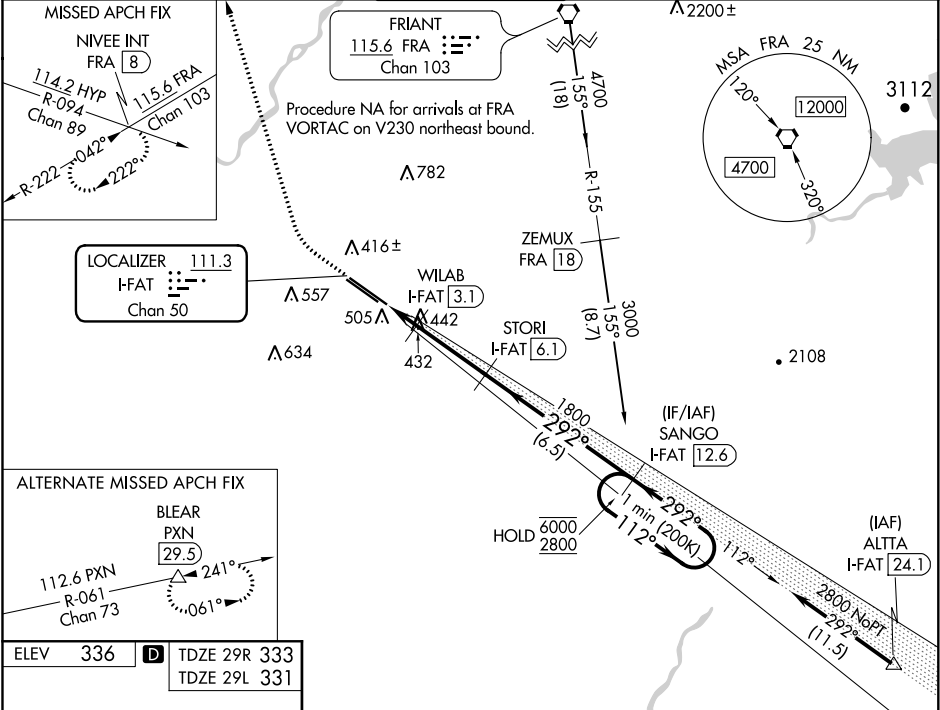 MISSED APCH FIX
NIVEE INT
FRA 8
114.2 HYP
R-094
Chan 89
115.6 FRA
Chan 103
R-222
042°
222°
FRIANT
115.6 FRA
Chan 103
Procedure NA for arrivals at FRA
VORTAC on V230 northeast bound.
4700
155°
(18)
R-155
2200±
MSA FRA 25 NM
120°
12000
4700
320°
3112
782
416±
LOCALIZER 111.3
I-FAT
Chan 50
557
505
442
432
634
WILAB
I-FAT 3.1
STORI
I-FAT 6.1
ZEMUX
FRA 18
3000
155°
(8.7)
2108
1800
292°
(6.5)
(IF/IAF)
SANGO
I-FAT 12.6
HOLD 6000
2800
1 min (200K)
292°
112°
112°
(IAF)
ALTTA
I-FAT 24.1
2800 NoPT
292°
(11.5)
ALTERNATE MISSED APCH FIX
BLEAR
PXN
29.5
112.6 PXN
R-061
Chan 73
241°
061°
ELEV 336 D TDZE 29R 333
TDZE 29L 331